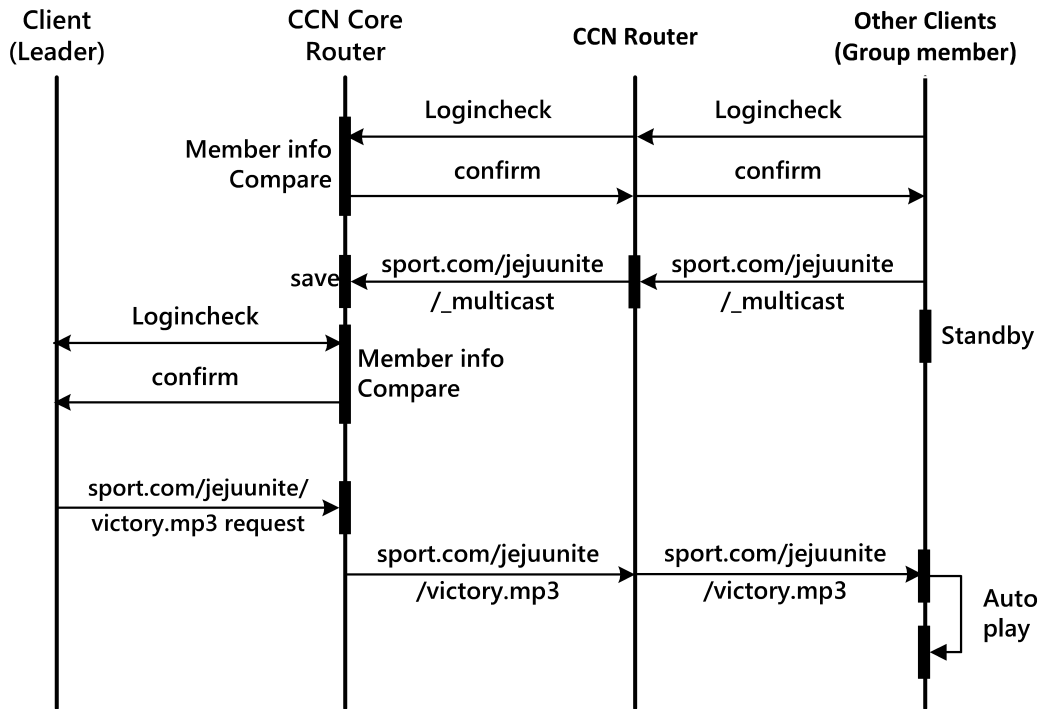 Client
(Leader)
CCN Core
Router
CCN Router
Other Clients
(Group member)
Logincheck
Logincheck
Member info
Compare
confirm
confirm
save
sport.com/jejuunite
/_multicast
sport.com/jejuunite
/_multicast
Logincheck
Standby
Member info
Compare
confirm
sport.com/jejuunite/
victory.mp3 request
sport.com/jejuunite
/victory.mp3
sport.com/jejuunite
/victory.mp3
Auto
play